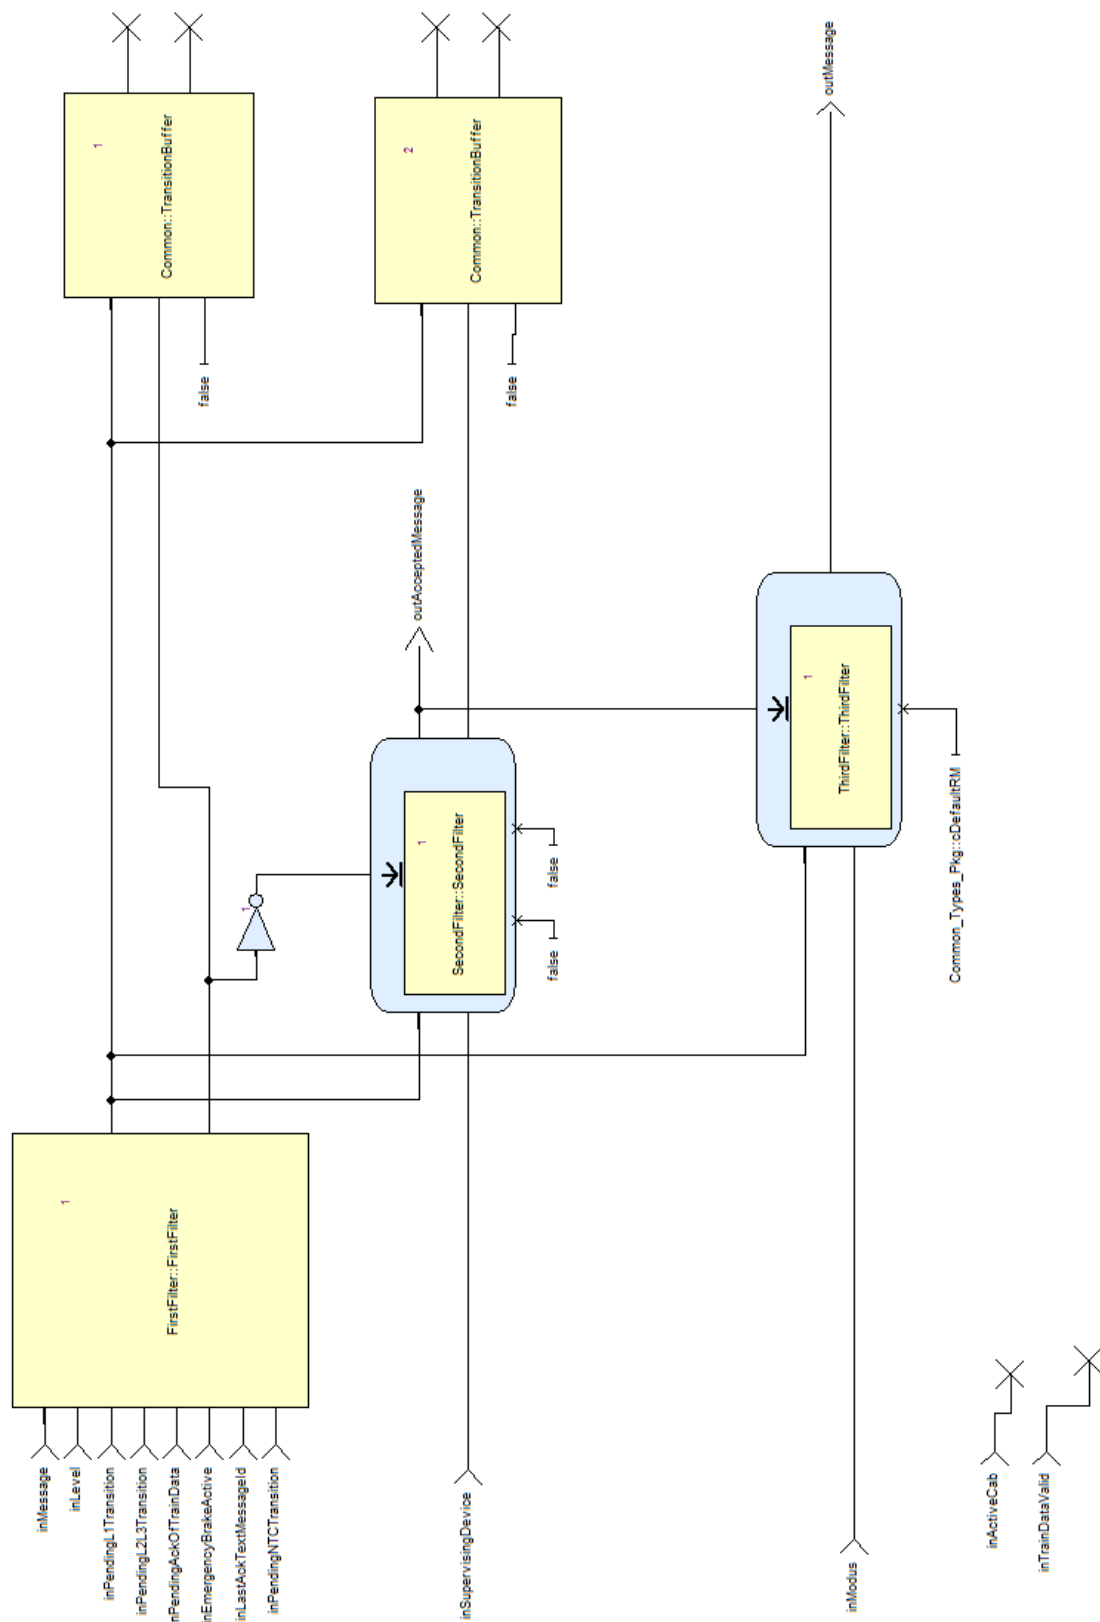 inMessage
inLevel
inPendingL1Transition
inPendingL2L3Transition
nPendingAckOfTrainData
inEmergencyBrakeActive
inLastAckTextMessageId
inPendingNTCTransition
1
FirstFilter::FirstFilter
1
Common::TransitionBuffer
1
false
Common::TransitionBuffer
2
false
outAcceptedMessage
inSupervisingDevice
SecondFilter::SecondFilter
1
false
false
outMessage
ThirdFilter::ThirdFilter
1
Common_Types_Pkg::cDefaultRM
inModus
inActiveCab
inTrainDataValid